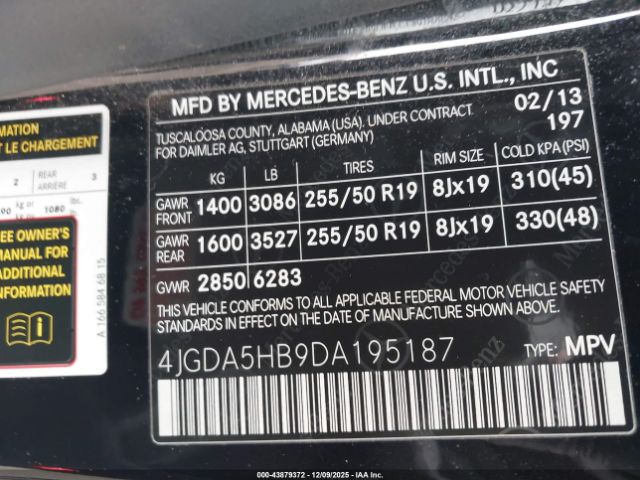 MFD BY MERCEDES-BENZ U.S. INTL., INC
TUSCALOOSA COUNTY, ALABAMA (USA). UNDER CONTRACT 02/13
FOR DAIMLER AG, STUTTGART (GERMANY) 197
KG LB TIRES RIM SIZE COLD KPA (PSI)
GAWR FRONT 1400 3086 255/50 R19 8Jx19 310(45)
GAWR REAR 1600 3527 255/50 R19 8Jx19 330(48)
GVWR 2850 6283
THIS VEHICLE CONFORMS TO ALL APPLICABLE FEDERAL MOTOR VEHICLE SAFETY
STANDARDS IN EFFECT ON THE DATE OF MANUFACTURE SHOWN ABOVE.
4JGDA5HB9DA195187 TYPE: MPV
LE CHARGEMENT
2 REAR ARRIÈRE 3
kg or 1080 lbs.
OWNER'S
MANUAL FOR
ADDITIONAL
INFORMATION
A 166 584 68 15
000-43879372 - 12/09/2025 - IAA Inc.